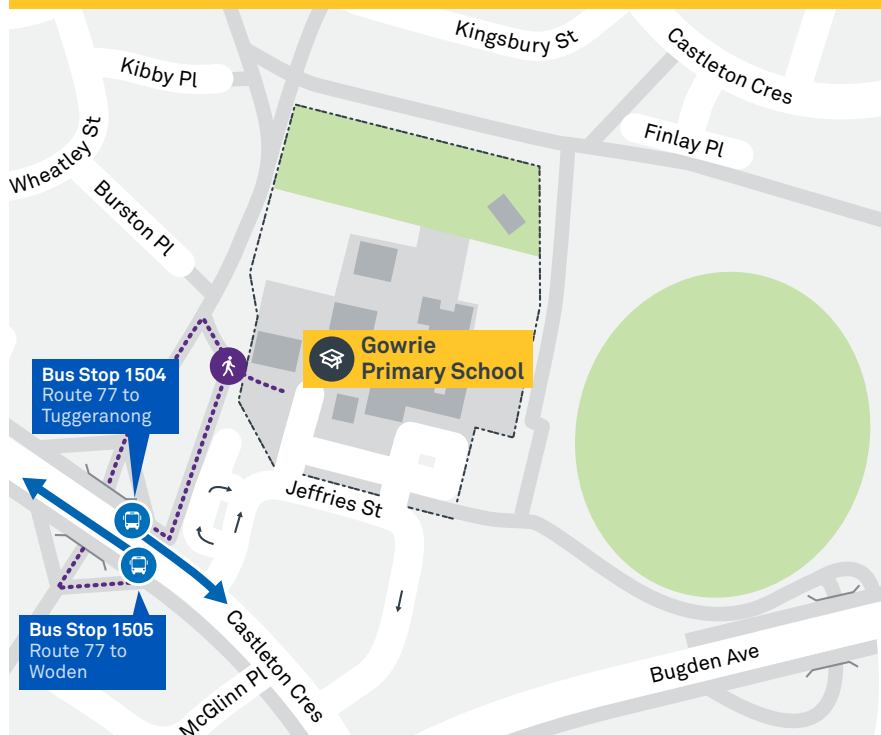 Kingsbury St
Castleton Cres
Kibby Pl
Finlay Pl
Wheatley St
Burston Pl
Gowrie
Primary School
Bus Stop 1504
Route 77 to
Tuggeranong
Jeffries St
Bus Stop 1505
Route 77 to
Woden
Castleton Cres
McGlinn Pl
Bugden Ave